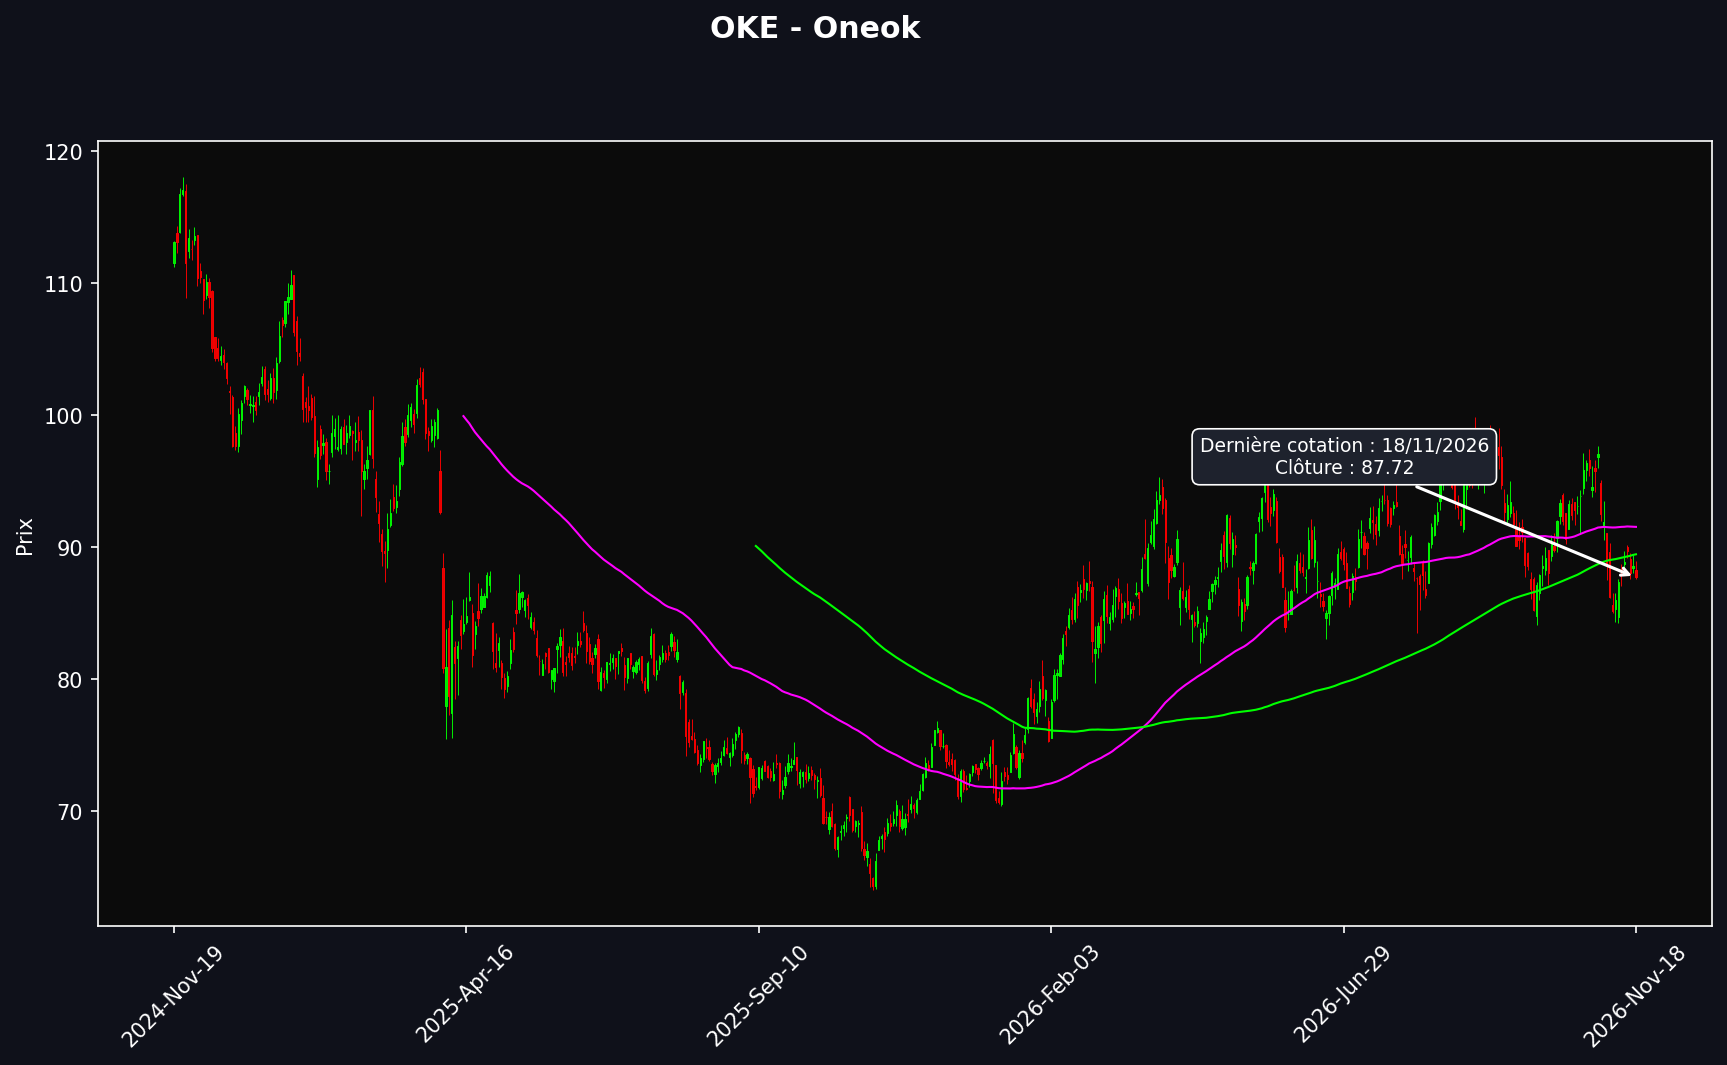 OKE - Oneok
120
110
100
90
80
70
Prix
Dernière cotation : 18/11/2026
Clôture : 87.72
2024-Nov-19
2025-Apr-16
2025-Sep-10
2026-Feb-03
2026-Jun-29
2026-Nov-18